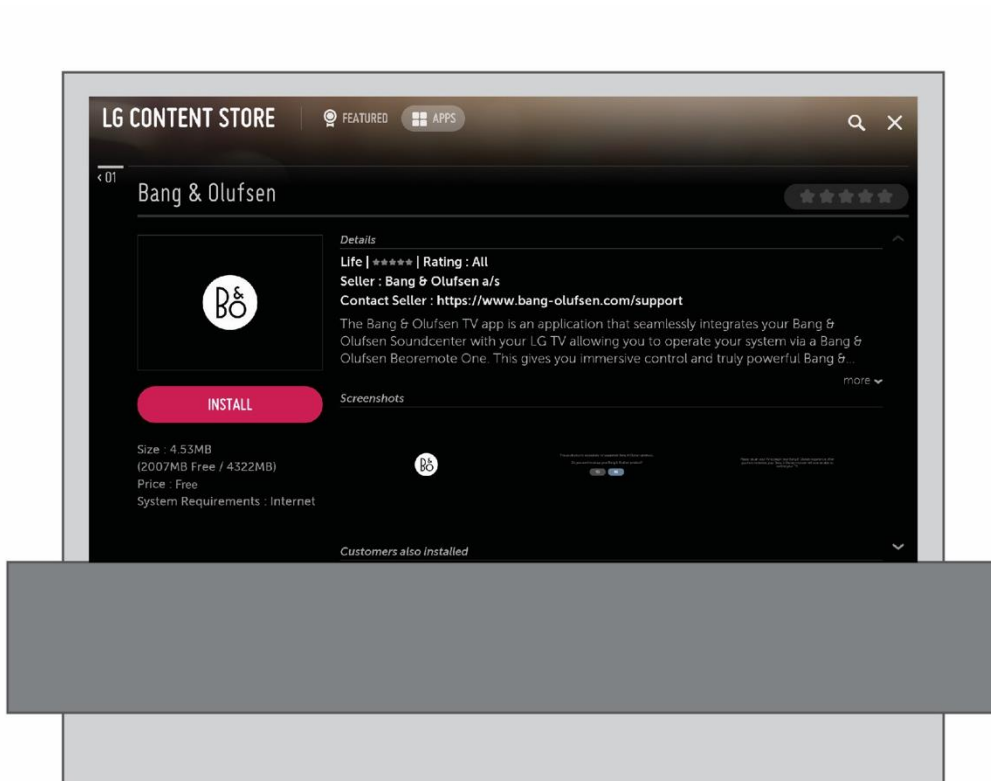 LG CONTENT STORE
FEATURED
APPS
‹ 01
Bang & Olufsen
Details
Life | ★★★★★ | Rating : All
Seller : Bang & Olufsen a/s
Contact Seller : https://www.bang-olufsen.com/support
The Bang & Olufsen TV app is an application that seamlessly integrates your Bang &
Olufsen Soundcenter with your LG TV allowing you to operate your system via a Bang &
Olufsen Beoremote One. This gives you immersive control and truly powerful Bang &...
more
B&O
INSTALL
Size : 4.53MB
(2007MB Free / 4322MB)
Price : Free
System Requirements : Internet
Screenshots
B&O
Customers also installed